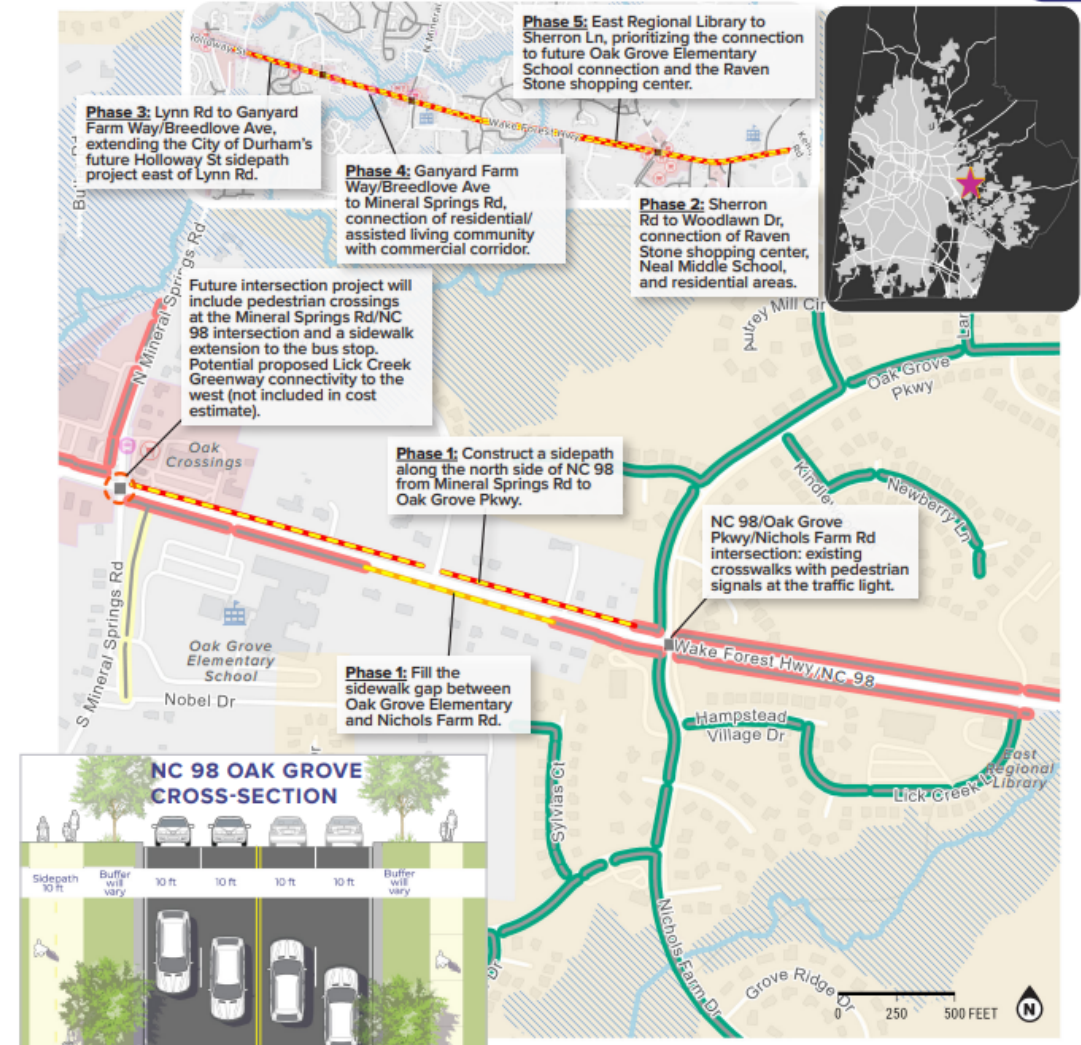 Phase 5: East Regional Library to
Sherron Ln, prioritizing the connection
to future Oak Grove Elementary
School connection and the Raven
Stone shopping center.
Holloway St
N Mineral
Wake Forest Hwy
Rd
Phase 3: Lynn Rd to Ganyard
Farm Way/Breedlove Ave,
extending the City of Durham's
future Holloway St sidepath
project east of Lynn Rd.
Phase 4: Ganyard Farm
Way/Breedlove Ave
to Mineral Springs Rd,
connection of residential/
assisted living community
with commercial corridor.
Phase 2: Sherron
Rd to Woodlawn Dr,
connection of Raven
Stone shopping center,
Neal Middle School,
and residential areas.
Future intersection project will
include pedestrian crossings
at the Mineral Springs Rd/NC
98 intersection and a sidewalk
extension to the bus stop.
Potential proposed Lick Creek
Greenway connectivity to the
west (not included in cost
estimate).
N Mineral Springs Rd
Autrey Mill Cir
Lar
Oak Grove
Pkwy
Oak
Crossings
Phase 1: Construct a sidepath
along the north side of NC 98
from Mineral Springs Rd to
Oak Grove Pkwy.
Kindle
Newberry Ln
NC 98/Oak Grove
Pkwy/Nichols Farm Rd
intersection: existing
crosswalks with pedestrian
signals at the traffic light.
S Mineral Springs Rd
Oak Grove
Elementary
School
Nobel Dr
Wake Forest Hwy/NC 98
Phase 1: Fill the
sidewalk gap between
Oak Grove Elementary
and Nichols Farm Rd.
Hampstead
Village Dr
East
Regional
Library
Lick Creek L
Sylvias Ct
Nichols Farm Dr
Grove Ridge Dr
Dr
NC 98 OAK GROVE
CROSS-SECTION
Sidepath
10 ft
Buffer
will
vary
10 ft
10 ft
10 ft
10 ft
Buffer
will
vary
0 250 500 FEET
N